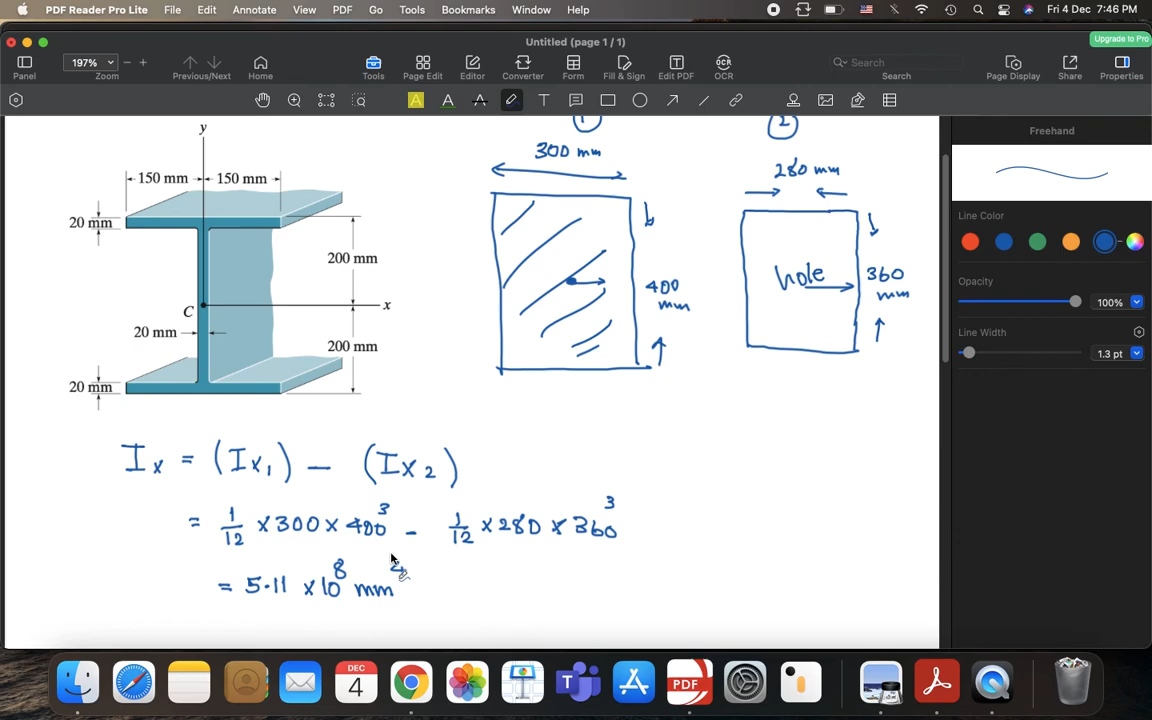 PDF Reader Pro Lite File Edit Annotate View PDF Go Tools Bookmarks Window Help Fri 4 Dec 7:46 PM
Untitled (page 1 / 1)
Upgrade to Pro
197%
Panel Zoom Previous/Next Home Tools Page Edit Editor Converter Form Fill & Sign Edit PDF OCR Search Page Display Share Properties
Search
Freehand
Line Color
Opacity
100%
Line Width
1.3 pt
y
150 mm 150 mm
20 mm
200 mm
C
x
20 mm
200 mm
20 mm
1
300 mm
400
mm
2
280 mm
hole
360
mm
Ix = (Ix₁) - (Ix₂)
= 1/12 × 300 × 400³ - 1/12 × 280 × 360³
= 5.11 × 10⁸ mm⁴
DEC
4
PDF